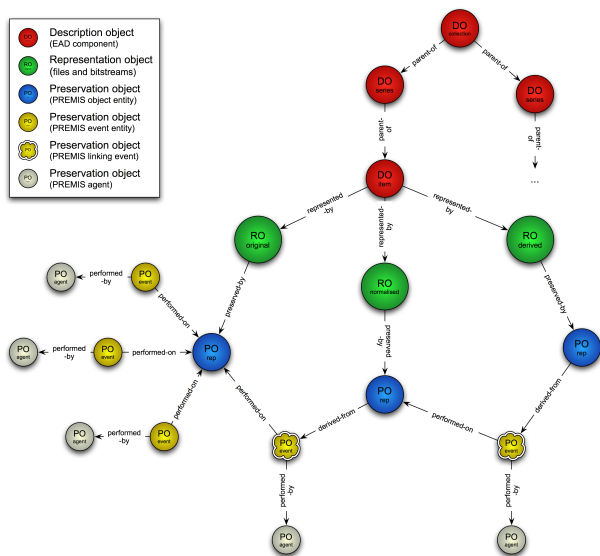 DO
Description object
(EAD component)
RO
Representation object
(files and bitstreams)
PO
Preservation object
(PREMIS object entity)
PO
Preservation object
(PREMIS event entity)
PO
Preservation object
(PREMIS linking event)
PO
Preservation object
(PREMIS agent)
DO
collection
part-of
part-of
DO
series
DO
series
part-
of
part-
of
...
DO
item
represented
-by
represented-
by
represented-
by
RO
original
RO
derived
RO
normalised
preserved-by
preserved
-by
preserved-by
PO
agent
performed
-by
PO
event
performed-on
PO
agent
performed
-by
PO
event
performed-on
PO
rep
PO
rep
PO
rep
PO
agent
performed
-by
PO
event
performed-on
performed-on
derived-from
performed-on
derived-from
PO
event
PO
event
performed
-by
performed
-by
PO
agent
PO
agent